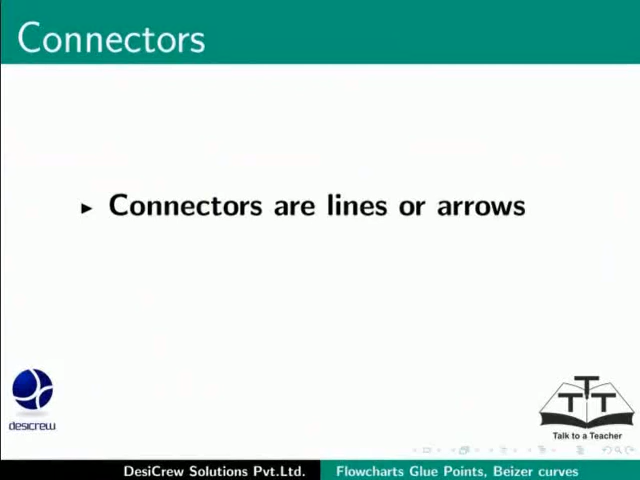 Connectors
Connectors are lines or arrows
desicrew
T T T
Talk to a Teacher
DesiCrew Solutions Pvt.Ltd.
Flowcharts Glue Points, Beizer curves